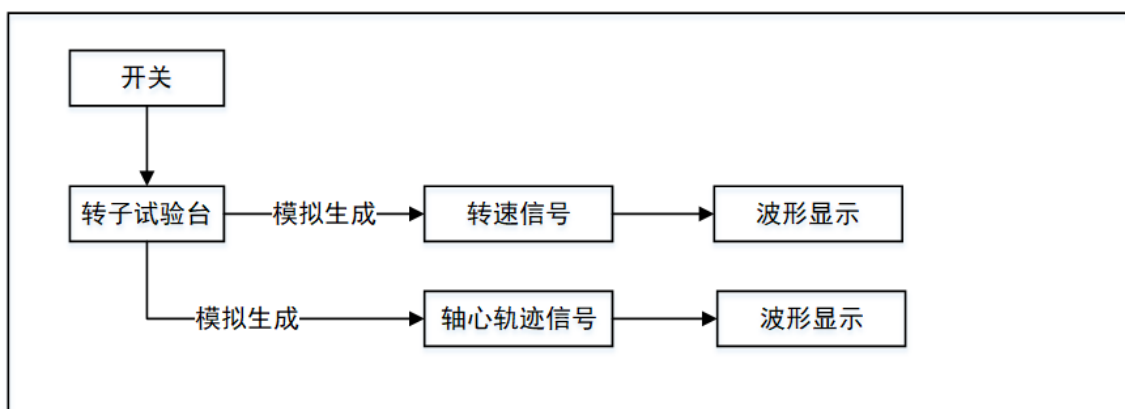 开关
转子试验台
模拟生成
转速信号
波形显示
模拟生成
轴心轨迹信号
波形显示